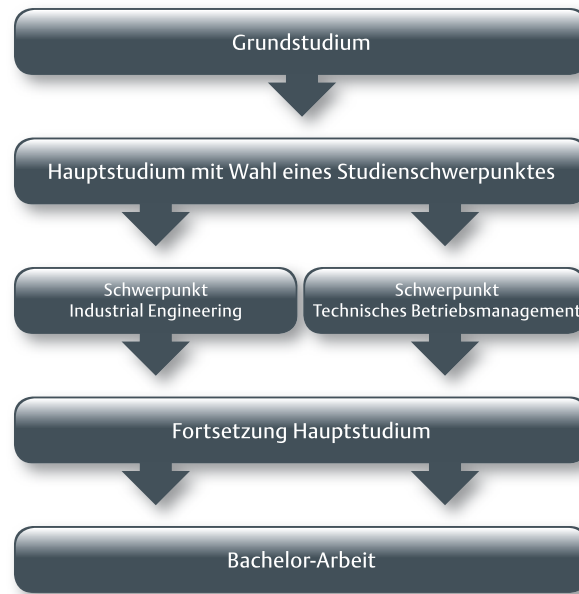 Grundstudium
Hauptstudium mit Wahl eines Studienschwerpunktes
Schwerpunkt
Industrial Engineering
Schwerpunkt
Technisches Betriebsmanagement
Fortsetzung Hauptstudium
Bachelor-Arbeit